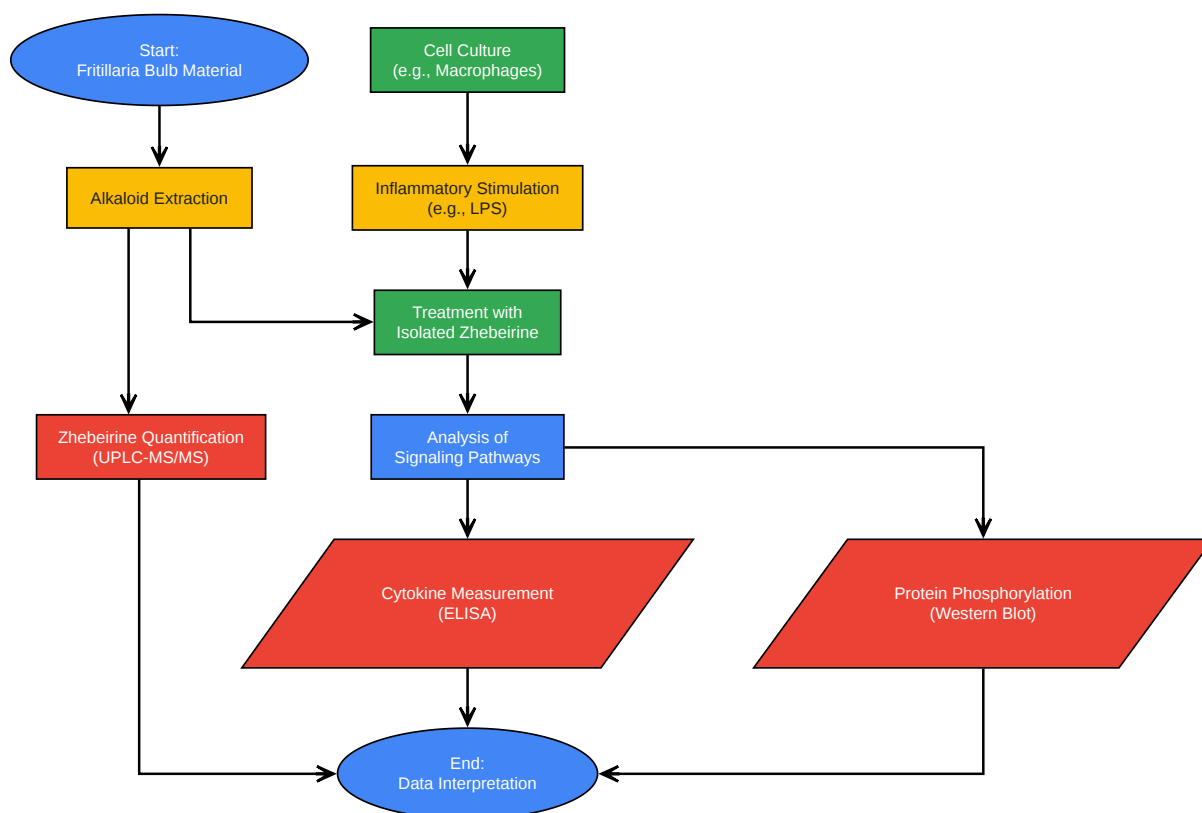 Start:
Fritillaria Bulb Material
Cell Culture
(e.g., Macrophages)
Alkaloid Extraction
Inflammatory Stimulation
(e.g., LPS)
Treatment with
Isolated Zhebeirine
Zhebeirine Quantification
(UPLC-MS/MS)
Analysis of
Signaling Pathways
Cytokine Measurement
(ELISA)
Protein Phosphorylation
(Western Blot)
End:
Data Interpretation